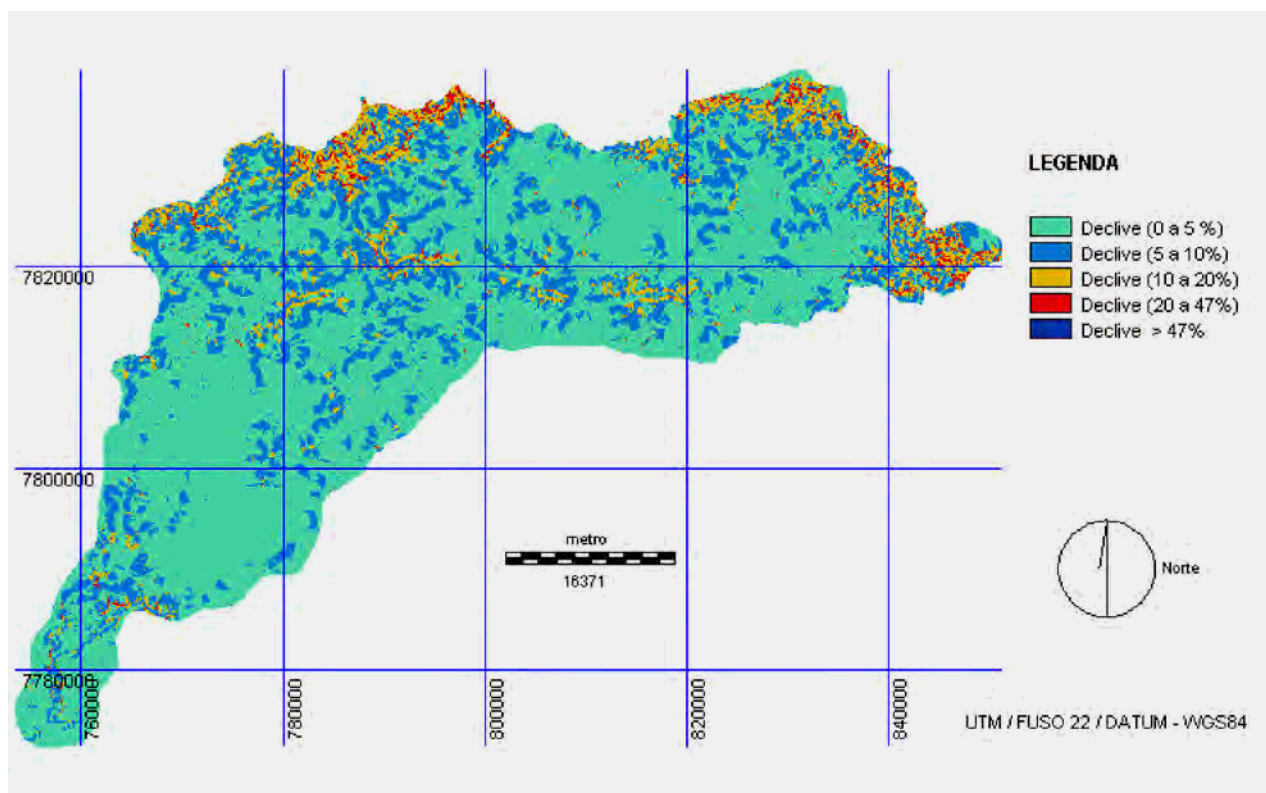 LEGENDA
Declive (0 a 5 %)
Declive (5 a 10%)
Declive (10 a 20%)
Declive (20 a 47%)
Declive > 47%
7820000
7800000
7780000
760000
780000
800000
820000
840000
metro
16371
Norte
UTM / FUSO 22 / DATUM - WGS84